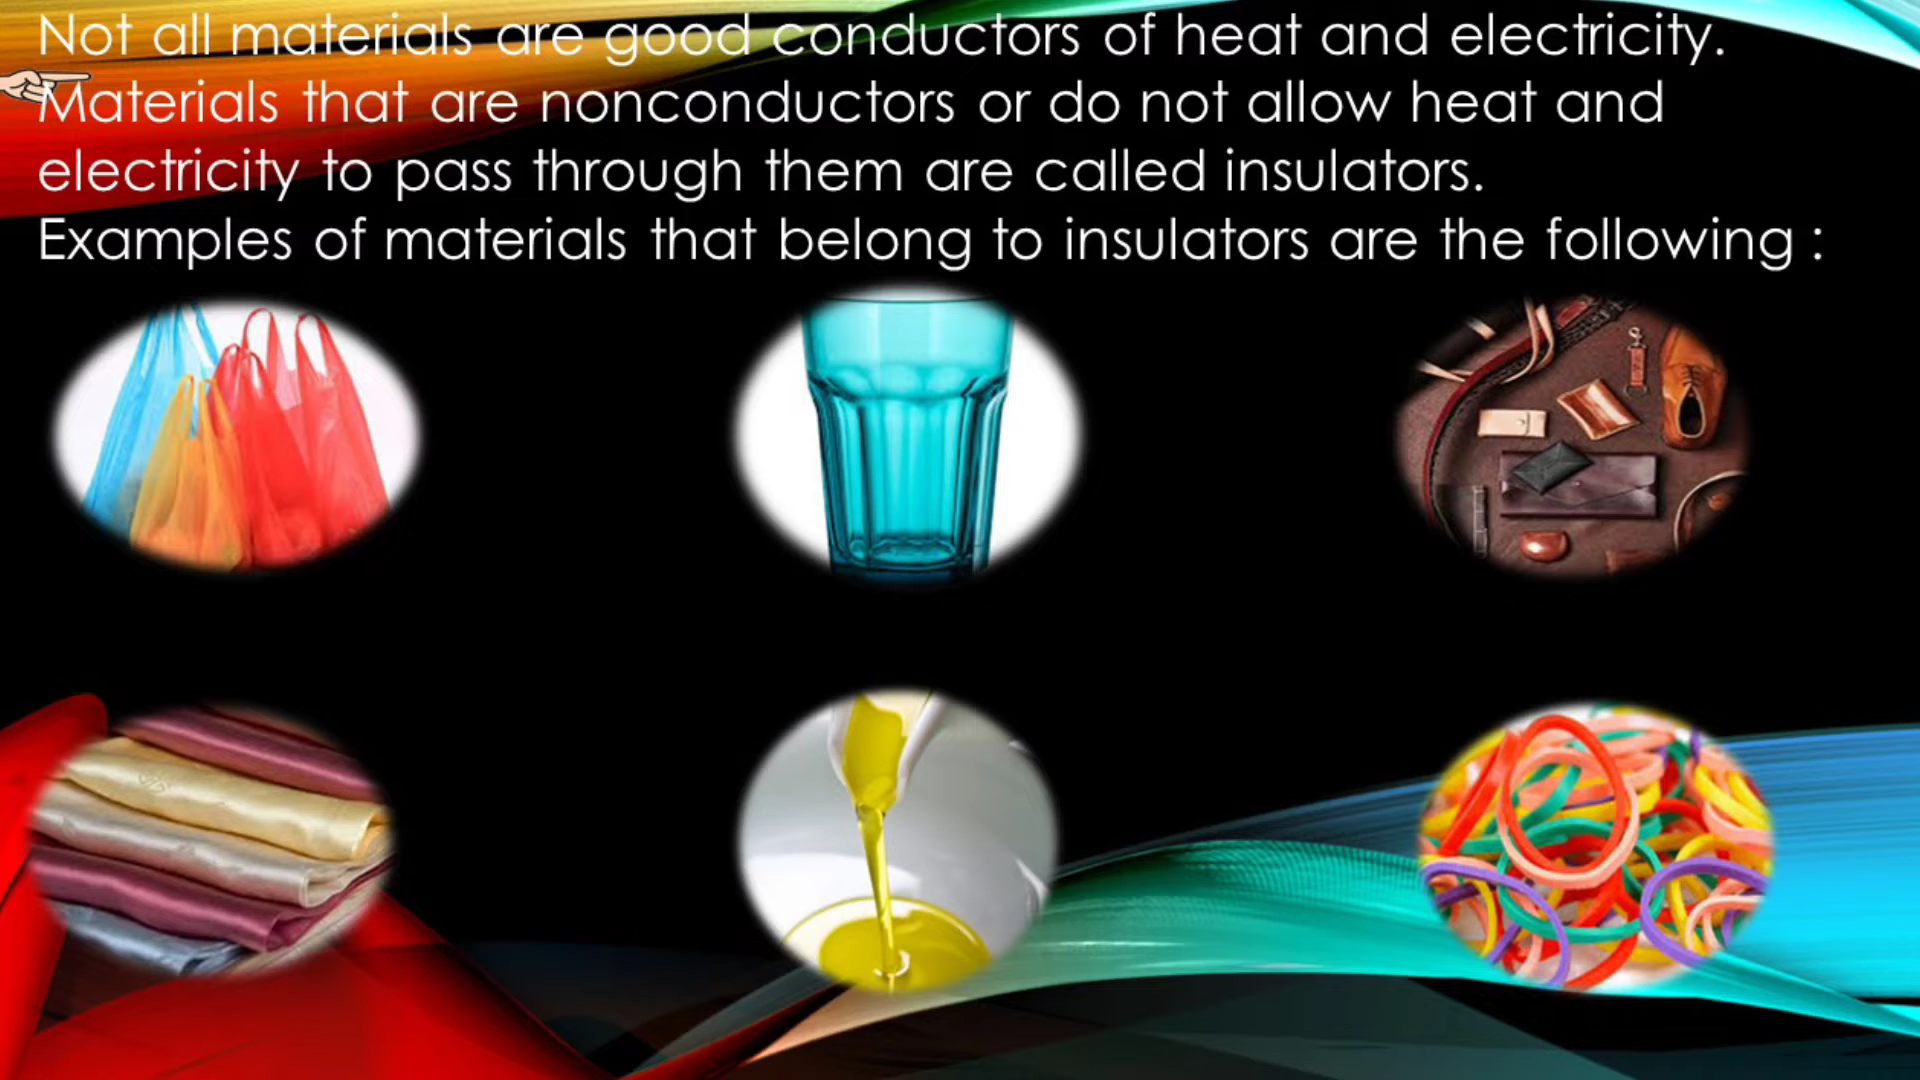 Not all materials are good conductors of heat and electricity.
Materials that are nonconductors or do not allow heat and
electricity to pass through them are called insulators.
Examples of materials that belong to insulators are the following :